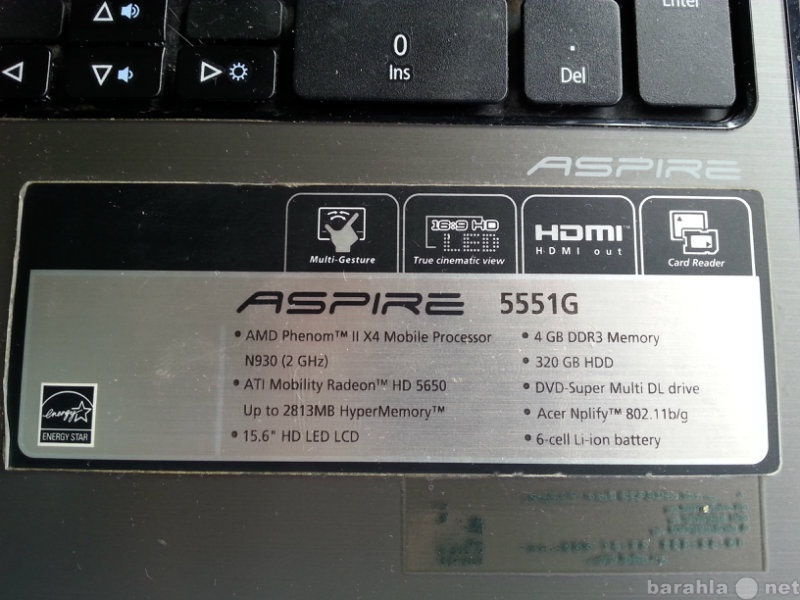 Enter
0
Ins
.
Del
ASPIRE
Multi-Gesture
16:9 HD
LED
True cinematic view
HDMI™
HDMI out
Card Reader
ASPIRE 5551G
• AMD Phenom™ II X4 Mobile Processor
N930 (2 GHz)
• ATI Mobility Radeon™ HD 5650
Up to 2813MB HyperMemory™
• 15.6" HD LED LCD
• 4 GB DDR3 Memory
• 320 GB HDD
• DVD-Super Multi DL drive
• Acer Nplify™ 802.11b/g
• 6-cell Li-ion battery
energy
ENERGY STAR
barahla net